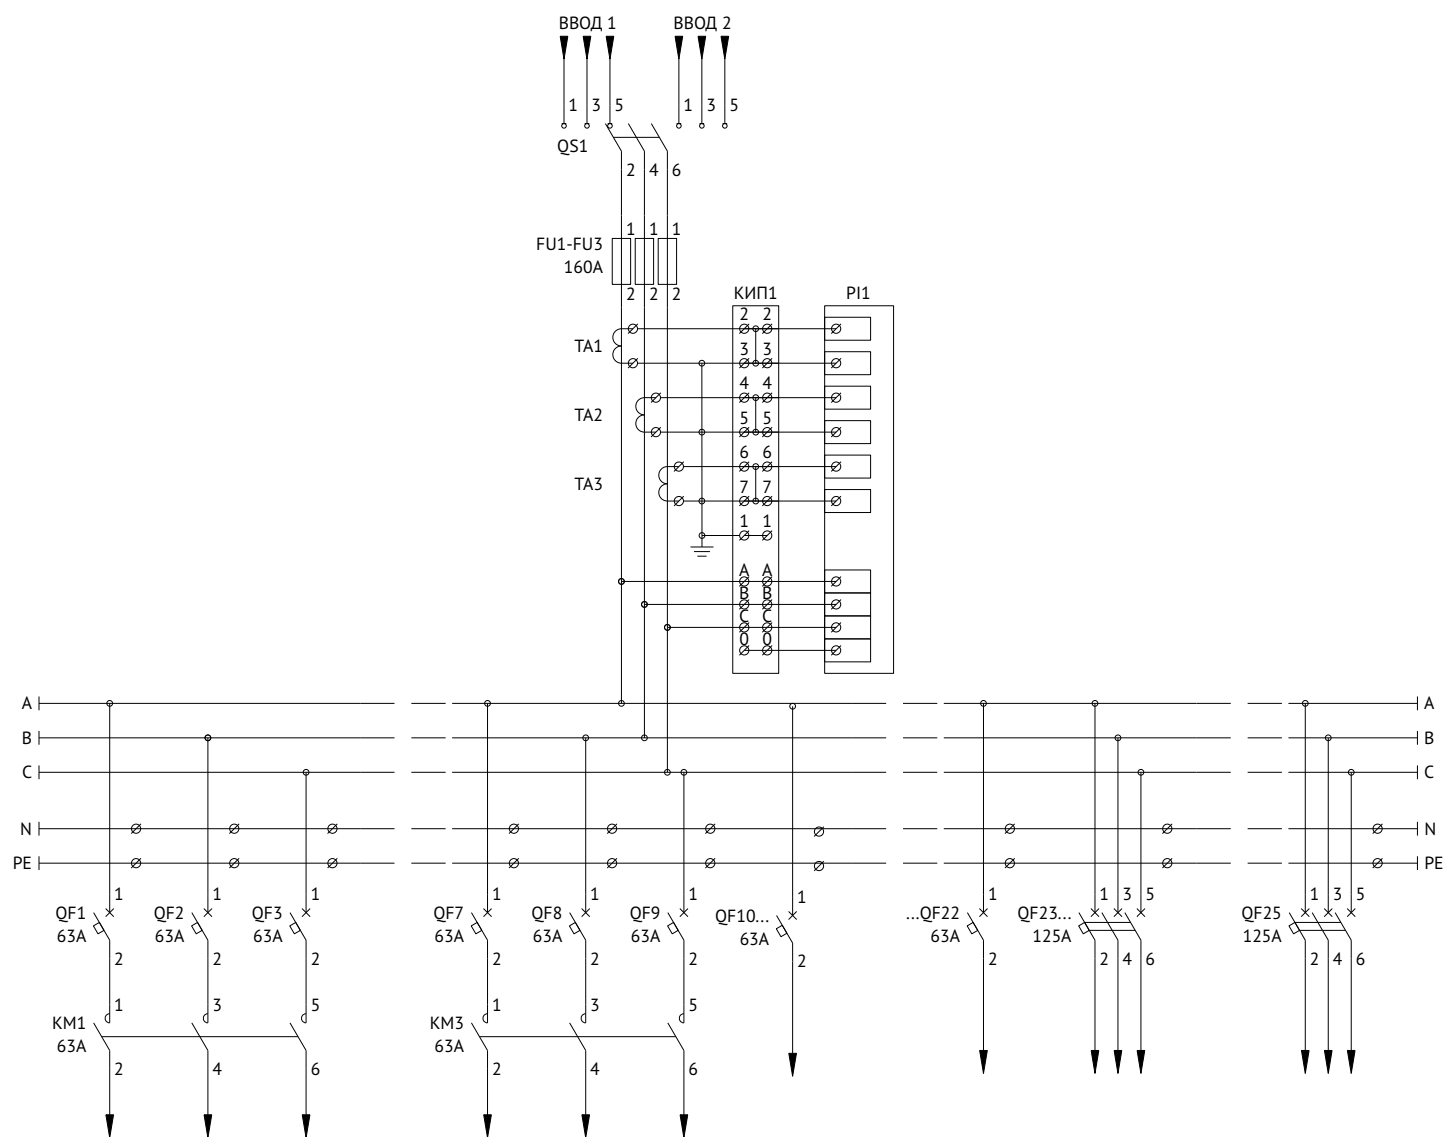 ВВОД 1 ВВОД 2
1 3 5 1 3 5
QS1
2 4 6
1 1 1
FU1-FU3
160А
2 2 2
КИП1 PI1
2 2
TA1
3 3
4 4
TA2
5 5
6 6
TA3
7 7
1 1
A A
B B
C C
0 0
A A
B B
C C
N N
PE PE
1 1 1 1 1 1 1 1 1 3 5 1 3 5
QF1 QF2 QF3 QF7 QF8 QF9 QF10... ...QF22 QF23... QF25
63А 63А 63А 63А 63А 63А 63А 63А 125А 125А
2 2 2 2 2 2 2 2 2 4 6 2 4 6
1 3 5 1 3 5
KM1 KM3
63А 63А
2 4 6 2 4 6